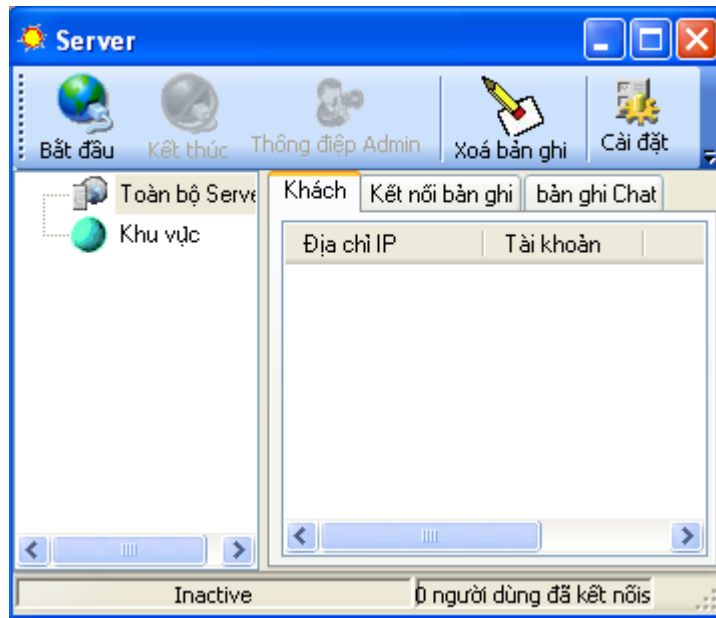 Server
Bắt đầu Kết thúc Thông điệp Admin Xoá bản ghi Cài đặt
Toàn bộ Serve
Khu vực
Khách Kết nối bản ghi bản ghi Chat
Địa chỉ IP Tài khoản
Inactive 0 người dùng đã kết nối​s